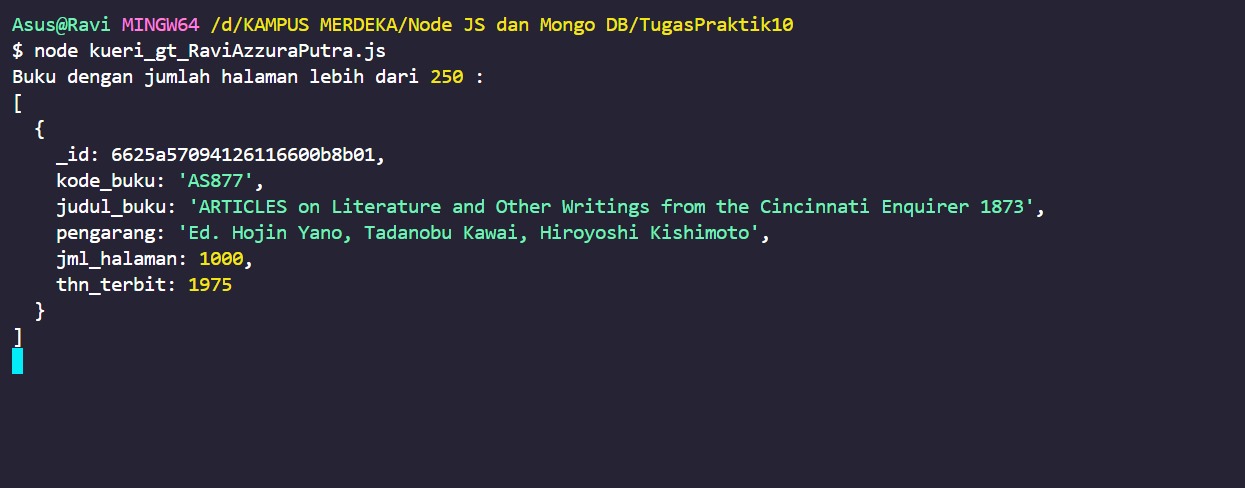 Asus@Ravi MINGW64 /d/KAMPUS MERDEKA/Node JS dan Mongo DB/TugasPraktik10
$ node kueri_gt_RaviAzzuraPutra.js
Buku dengan jumlah halaman lebih dari 250 :
[
  {
    _id: 6625a57094126116600b8b01,
    kode_buku: 'AS877',
    judul_buku: 'ARTICLES on Literature and Other Writings from the Cincinnati Enquirer 1873',
    pengarang: 'Ed. Hojin Yano, Tadanobu Kawai, Hiroyoshi Kishimoto',
    jml_halaman: 1000,
    thn_terbit: 1975
  }
]